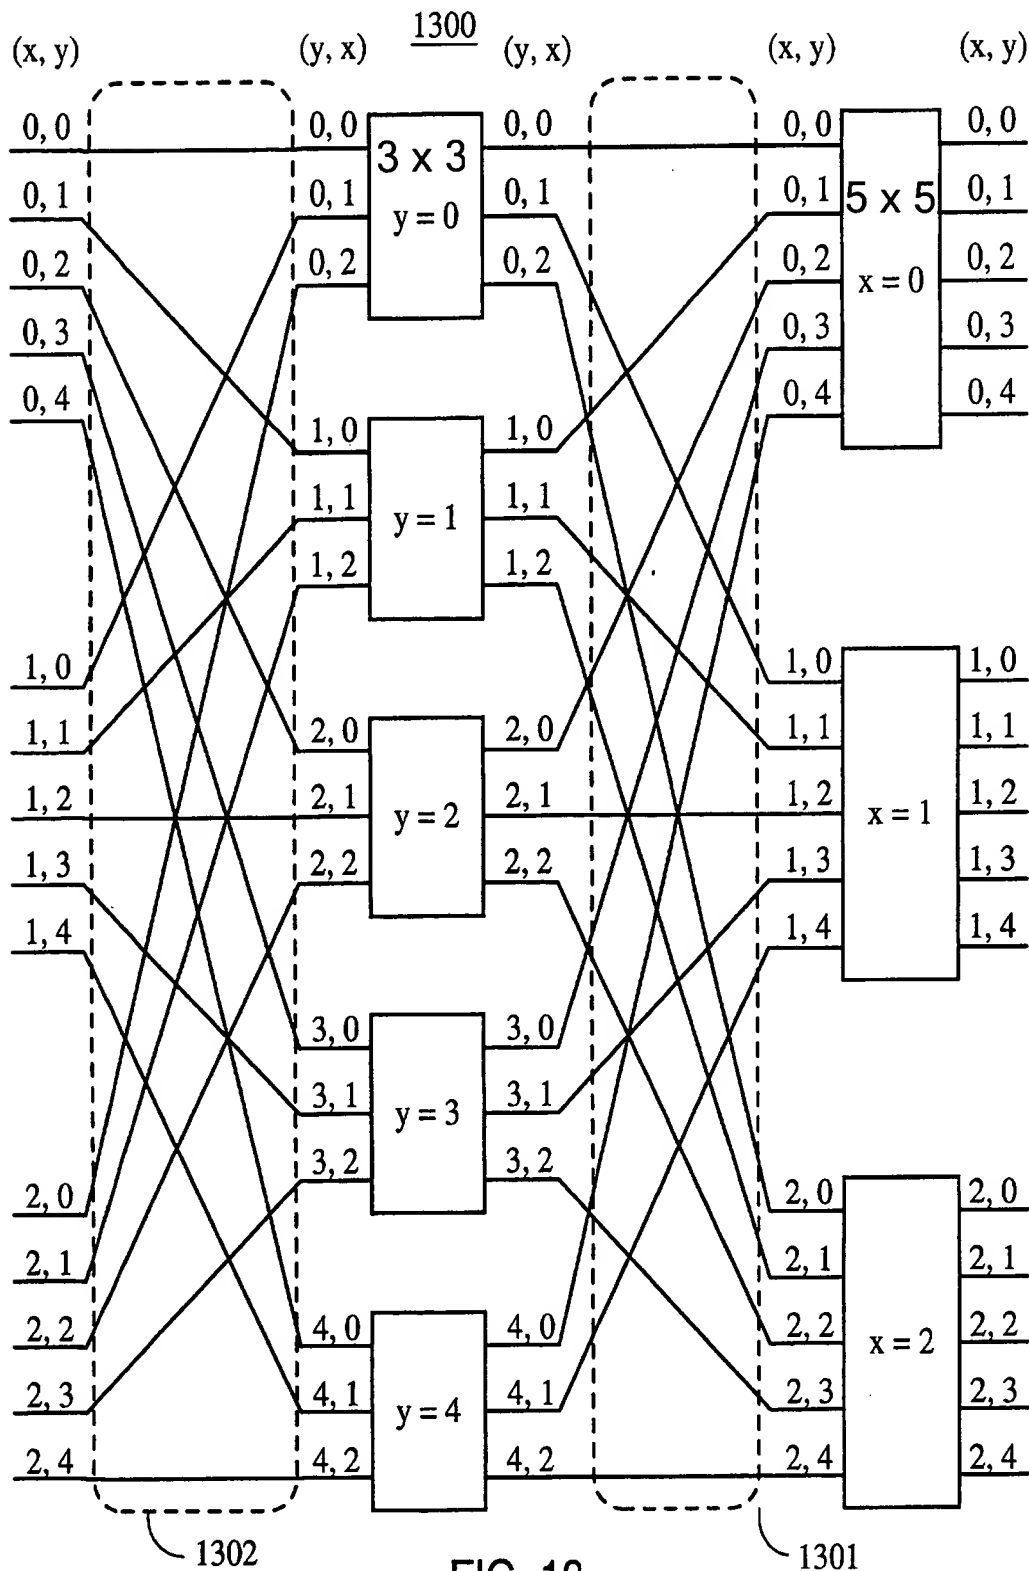 1300
(x, y) (y, x) (y, x) (x, y) (x, y)
0, 0 0, 0 0, 0 0, 0 0, 0
3 x 3
0, 1 0, 1 y = 0 0, 1 0, 1 5 x 5 0, 1
0, 2 0, 2 0, 2 0, 2 x = 0 0, 2
0, 3 0, 3 0, 3
0, 4 0, 4 0, 4
1, 0 1, 0
1, 1 y = 1 1, 1
1, 2 1, 2
1, 0 1, 0 1, 0
1, 1 2, 0 2, 0 1, 1 1, 1
1, 2 2, 1 y = 2 2, 1 1, 2 x = 1 1, 2
1, 3 2, 2 2, 2 1, 3 1, 3
1, 4 1, 4 1, 4
3, 0 3, 0
3, 1 y = 3 3, 1
3, 2 3, 2
2, 0 2, 0 2, 0
2, 1 2, 1 2, 1
2, 2 4, 0 4, 0 2, 2 x = 2 2, 2
2, 3 4, 1 y = 4 4, 1 2, 3 2, 3
2, 4 4, 2 4, 2 2, 4 2, 4
1302 1301
FIG.